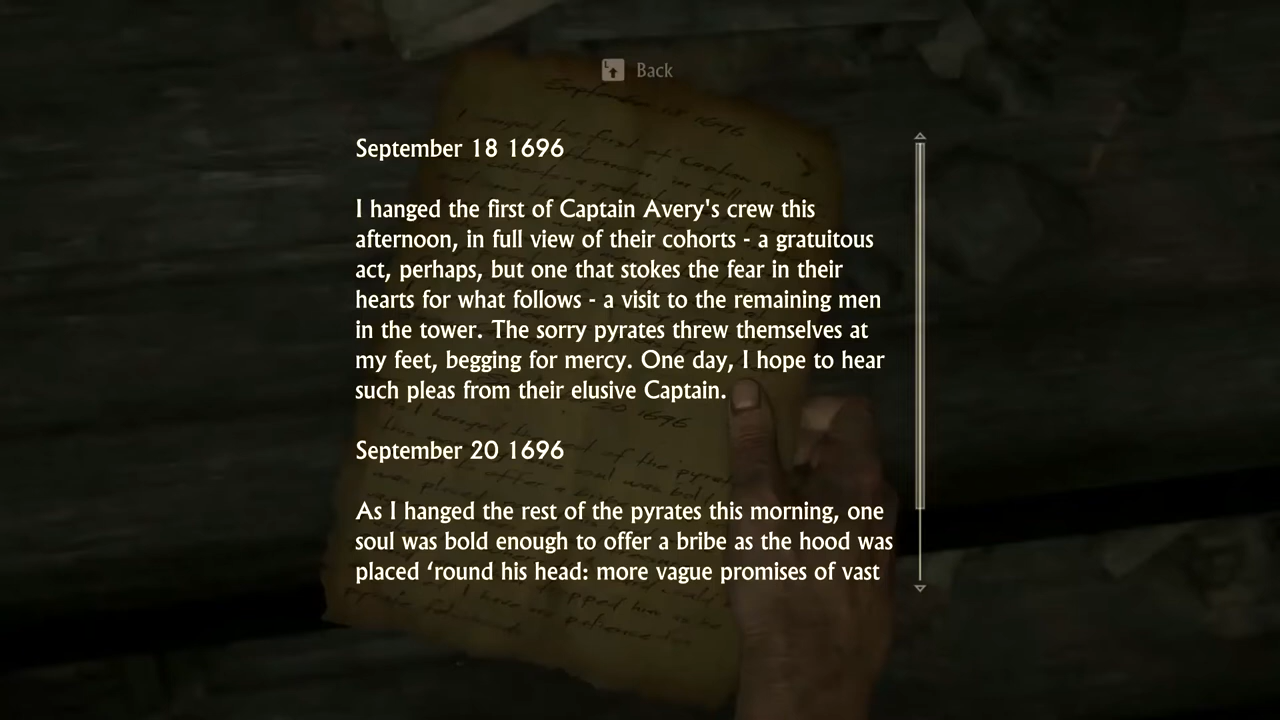 Back
September 18 1696
I hanged the first of Captain Avery's crew this
afternoon, in full view of their cohorts - a gratuitous
act, perhaps, but one that stokes the fear in their
hearts for what follows - a visit to the remaining men
in the tower. The sorry pyrates threw themselves at
my feet, begging for mercy. One day, I hope to hear
such pleas from their elusive Captain.
September 20 1696
As I hanged the rest of the pyrates this morning, one
soul was bold enough to offer a bribe as the hood was
placed ‘round his head: more vague promises of vast